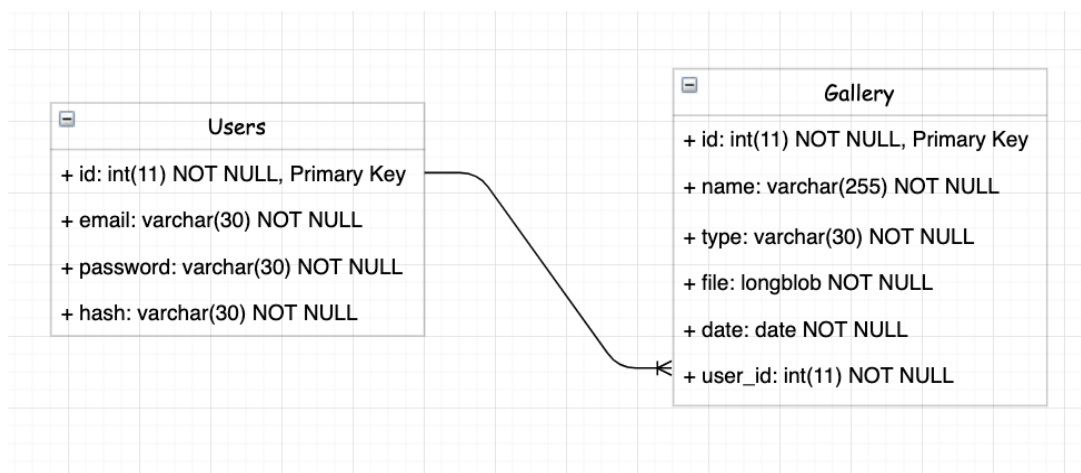 Users
+ id: int(11) NOT NULL, Primary Key
+ email: varchar(30) NOT NULL
+ password: varchar(30) NOT NULL
+ hash: varchar(30) NOT NULL
Gallery
+ id: int(11) NOT NULL, Primary Key
+ name: varchar(255) NOT NULL
+ type: varchar(30) NOT NULL
+ file: longblob NOT NULL
+ date: date NOT NULL
+ user_id: int(11) NOT NULL